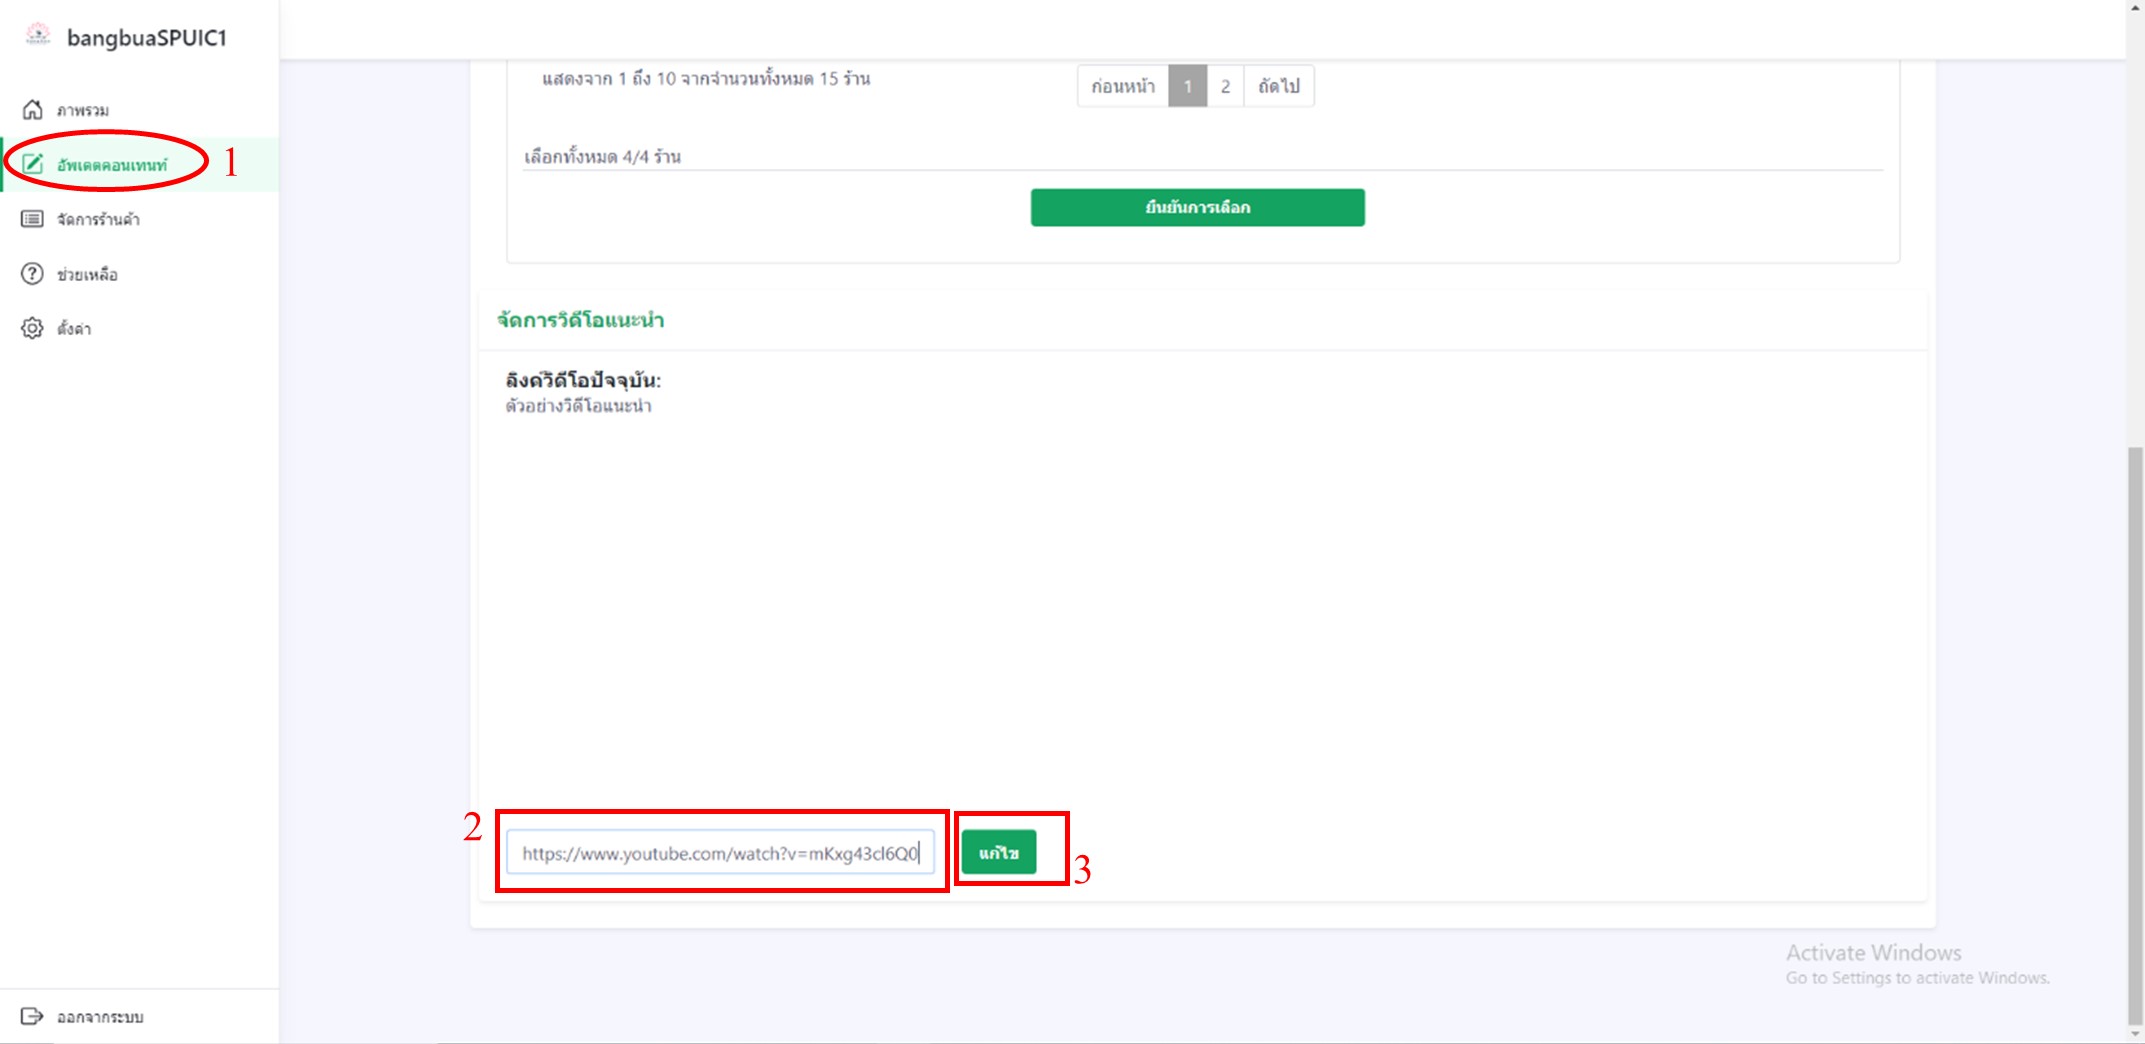 bangbuaSPUIC1
ภาพรวม
อัพเดตคอนเทนท์
1
จัดการร้านค้า
ช่วยเหลือ
ตั้งค่า
ออกจากระบบ
แสดงจาก 1 ถึง 10 จากจำนวนทั้งหมด 15 ร้าน
ก่อนหน้า 1 2 ถัดไป
เลือกทั้งหมด 4/4 ร้าน
ยืนยันการเลือก
จัดการวิดีโอแนะนำ
ลิงค์วิดีโอปัจจุบัน:
ตัวอย่างวิดีโอแนะนำ
2
https://www.youtube.com/watch?v=mKxg43cl6Q0
แก้ไข
3
Activate Windows
Go to Settings to activate Windows.